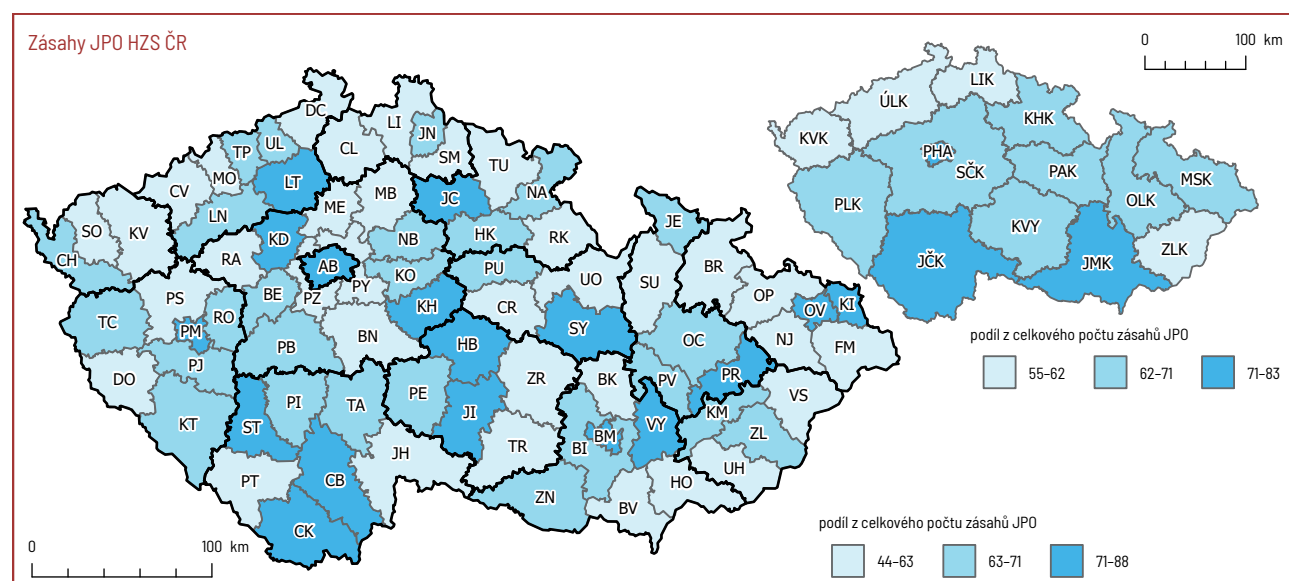 Zásahy JPO HZS ČR
0 100 km
LIK
ÚLK
KHK
KVK
PHA
SČK
PAK
MSK
PLK
OLK
KVY
ZLK
JČK
JMK
podíl z celkového počtu zásahů JPO
55–62 62–71 71–83
DC
LI
JN
UL
CL
TP
SM
TU
MO
CV
LT
MB
JC
NA
ME
LN
SO
KV
KD
NB
HK
RK
JE
CH
RA
AB
KO
PU
BR
PY
UO
SU
BE
PZ
OP
PS
KH
CR
OV
KI
TC
RO
PM
SY
BN
HB
OC
NJ
FM
PB
PJ
DO
PR
ZR
BK
PV
VS
PE
PI
TA
KT
ST
JI
KM
VY
BM
ZL
BI
JH
TR
UH
PT
CB
HO
ZN
BV
CK
0 100 km
podíl z celkového počtu zásahů JPO
44–63 63–71 71–88